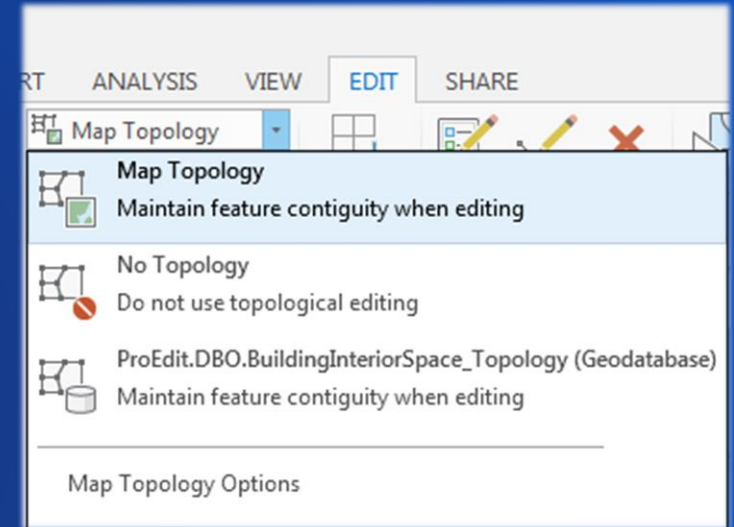 RT ANALYSIS VIEW EDIT SHARE
Map Topology
Map Topology
Maintain feature contiguity when editing
No Topology
Do not use topological editing
ProEdit.DBO.BuildingInteriorSpace_Topology (Geodatabase)
Maintain feature contiguity when editing
Map Topology Options